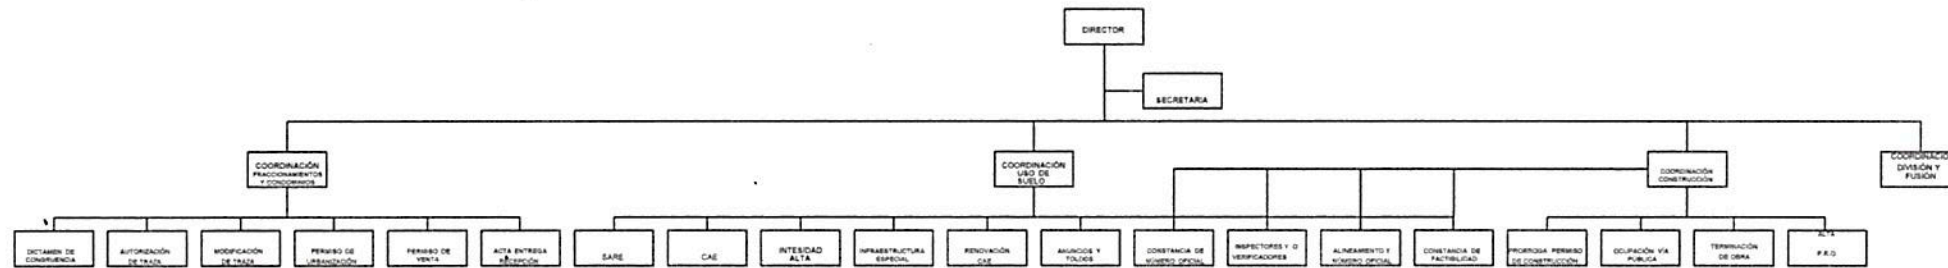 DIRECTOR
SECRETARIA
COORDINACIÓN
FRACCIONAMIENTOS
Y CONDOMINIOS
COORDINACIÓN
USO DE
SUELO
COORDINACIÓN
CONSTRUCCIÓN
COORDINACIÓ
DIVISIÓN Y
FUSIÓN
DICTAMEN DE
CONGRUENCIA
AUTORIZACIÓN
DE TRAZA
MODIFICACIÓN
DE TRAZA
PERMISO DE
URBANIZACIÓN
PERMISO DE
VENTA
ACTA ENTREGA
RECEPCIÓN
SARE
CAE
INTESIDAD
ALTA
INFRAESTRUCTURA
ESPECIAL
RENOVACIÓN
CAE
ANUNCIOS Y
TOLDOS
CONSTANCIA DE
NÚMERO OFICIAL
INSPECTORES Y O
VERIFICADORES
ALINEAMIENTO Y
NÚMERO OFICIAL
CONSTANCIA DE
FACTIBILIDAD
PRORROGA PERMISO
DE CONSTRUCCIÓN
OCUPACIÓN VÍA
PÚBLICA
TERMINACIÓN
DE OBRA
ALTA
P.R.O